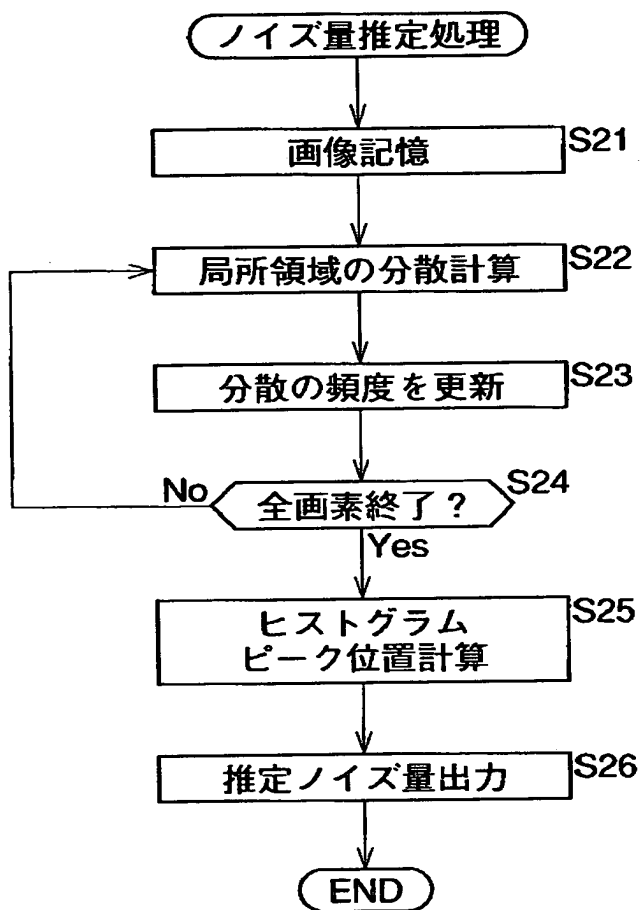 ノイズ量推定処理
画像記憶
S21
局所領域の分散計算
S22
分散の頻度を更新
S23
全画素終了？
S24
No
Yes
ヒストグラム
ピーク位置計算
S25
推定ノイズ量出力
S26
END